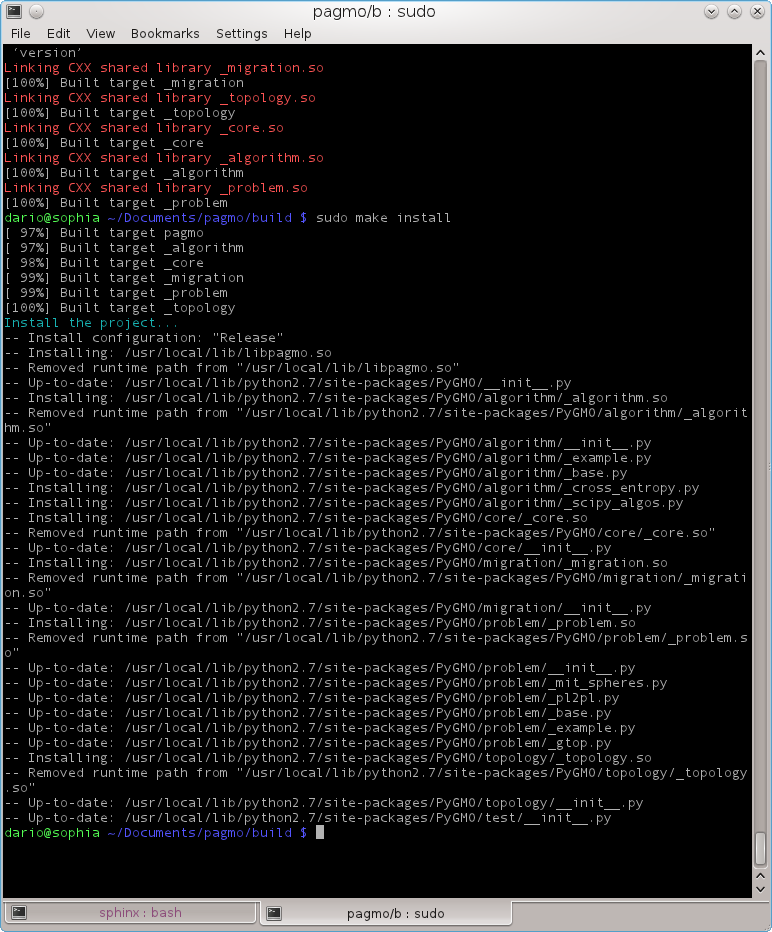 pagmo/b : sudo
File Edit View Bookmarks Settings Help
‘version’
Linking CXX shared library _migration.so
[100%] Built target _migration
Linking CXX shared library _topology.so
[100%] Built target _topology
Linking CXX shared library _core.so
[100%] Built target _core
Linking CXX shared library _algorithm.so
[100%] Built target _algorithm
Linking CXX shared library _problem.so
[100%] Built target _problem
dario@sophia ~/Documents/pagmo/build $ sudo make install
[ 97%] Built target pagmo
[ 97%] Built target _algorithm
[ 98%] Built target _core
[ 99%] Built target _migration
[ 99%] Built target _problem
[100%] Built target _topology
Install the project...
-- Install configuration: "Release"
-- Installing: /usr/local/lib/libpagmo.so
-- Removed runtime path from "/usr/local/lib/libpagmo.so"
-- Up-to-date: /usr/local/lib/python2.7/site-packages/PyGMO/__init__.py
-- Installing: /usr/local/lib/python2.7/site-packages/PyGMO/algorithm/_algorithm.so
-- Removed runtime path from "/usr/local/lib/python2.7/site-packages/PyGMO/algorithm/_algorit
hm.so"
-- Up-to-date: /usr/local/lib/python2.7/site-packages/PyGMO/algorithm/__init__.py
-- Up-to-date: /usr/local/lib/python2.7/site-packages/PyGMO/algorithm/_example.py
-- Up-to-date: /usr/local/lib/python2.7/site-packages/PyGMO/algorithm/_base.py
-- Installing: /usr/local/lib/python2.7/site-packages/PyGMO/algorithm/_cross_entropy.py
-- Installing: /usr/local/lib/python2.7/site-packages/PyGMO/algorithm/_scipy_algos.py
-- Installing: /usr/local/lib/python2.7/site-packages/PyGMO/core/_core.so
-- Removed runtime path from "/usr/local/lib/python2.7/site-packages/PyGMO/core/_core.so"
-- Up-to-date: /usr/local/lib/python2.7/site-packages/PyGMO/core/__init__.py
-- Installing: /usr/local/lib/python2.7/site-packages/PyGMO/migration/_migration.so
-- Removed runtime path from "/usr/local/lib/python2.7/site-packages/PyGMO/migration/_migrati
on.so"
-- Up-to-date: /usr/local/lib/python2.7/site-packages/PyGMO/migration/__init__.py
-- Installing: /usr/local/lib/python2.7/site-packages/PyGMO/problem/_problem.so
-- Removed runtime path from "/usr/local/lib/python2.7/site-packages/PyGMO/problem/_problem.s
o"
-- Up-to-date: /usr/local/lib/python2.7/site-packages/PyGMO/problem/__init__.py
-- Up-to-date: /usr/local/lib/python2.7/site-packages/PyGMO/problem/_mit_spheres.py
-- Up-to-date: /usr/local/lib/python2.7/site-packages/PyGMO/problem/_pl2pl.py
-- Up-to-date: /usr/local/lib/python2.7/site-packages/PyGMO/problem/_base.py
-- Up-to-date: /usr/local/lib/python2.7/site-packages/PyGMO/problem/_example.py
-- Up-to-date: /usr/local/lib/python2.7/site-packages/PyGMO/problem/_gtop.py
-- Installing: /usr/local/lib/python2.7/site-packages/PyGMO/topology/_topology.so
-- Removed runtime path from "/usr/local/lib/python2.7/site-packages/PyGMO/topology/_topology
.so"
-- Up-to-date: /usr/local/lib/python2.7/site-packages/PyGMO/topology/__init__.py
-- Up-to-date: /usr/local/lib/python2.7/site-packages/PyGMO/test/__init__.py
dario@sophia ~/Documents/pagmo/build $
sphinx : bash
pagmo/b : sudo